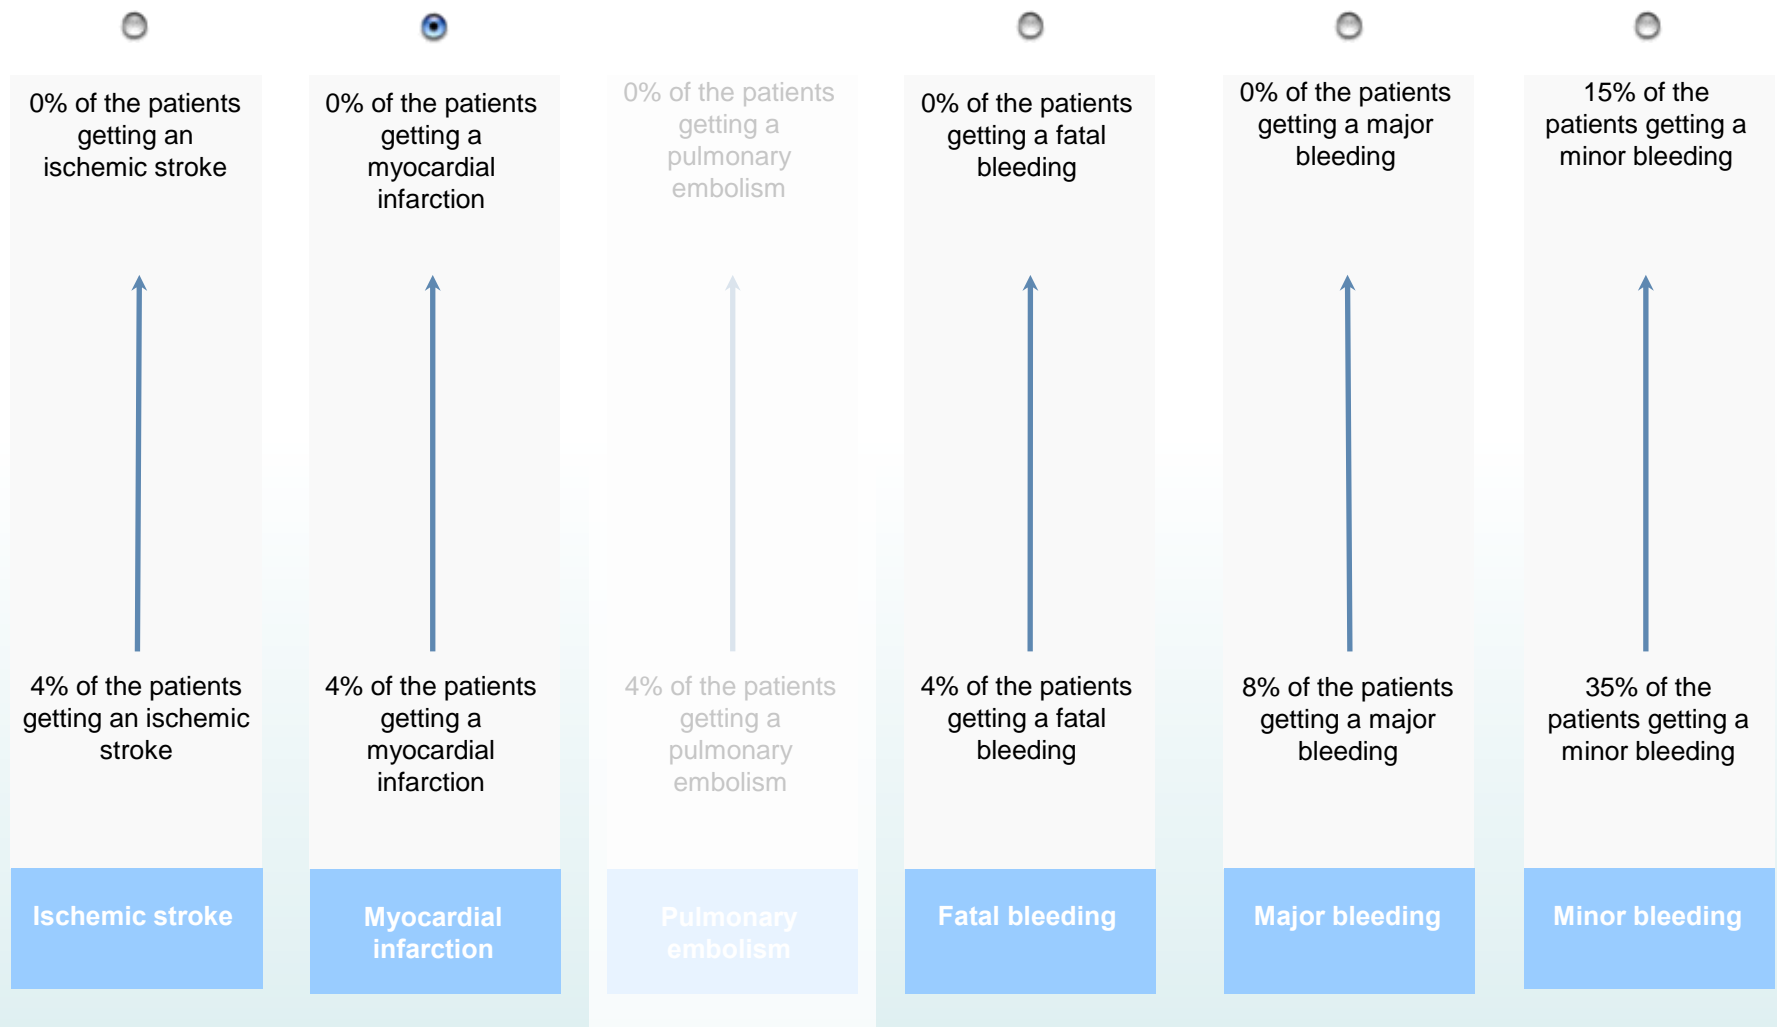 0% of the patients
getting an
ischemic stroke
4% of the patients
getting an ischemic
stroke
Ischemic stroke
0% of the patients
getting a
myocardial
infarction
4% of the patients
getting a
myocardial
infarction
Myocardial
infarction
0% of the patients
getting a
pulmonary
embolism
4% of the patients
getting a
pulmonary
embolism
Pulmonary
embolism
0% of the patients
getting a fatal
bleeding
4% of the patients
getting a fatal
bleeding
Fatal bleeding
0% of the patients
getting a major
bleeding
8% of the patients
getting a major
bleeding
Major bleeding
15% of the
patients getting a
minor bleeding
35% of the
patients getting a
minor bleeding
Minor bleeding